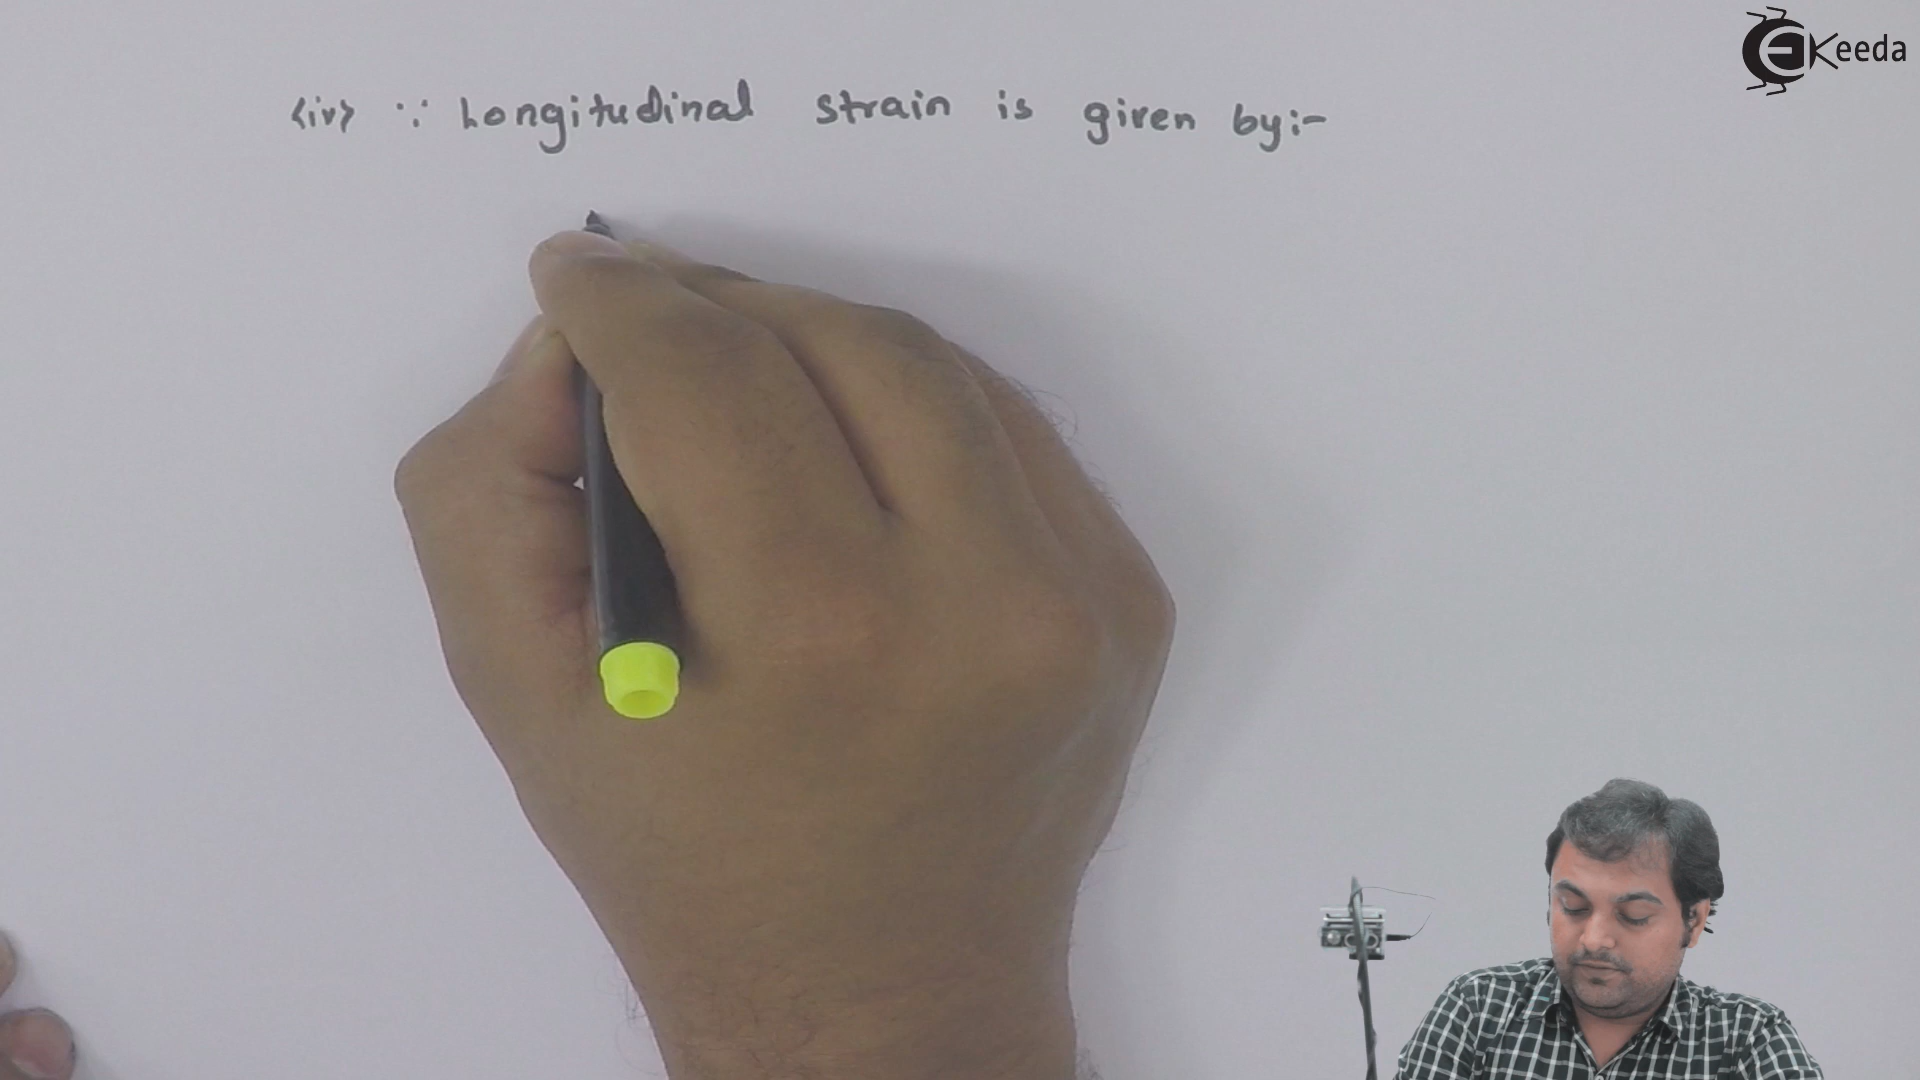 EKeeda
<iv> ∵ Longitudinal strain is given by:-